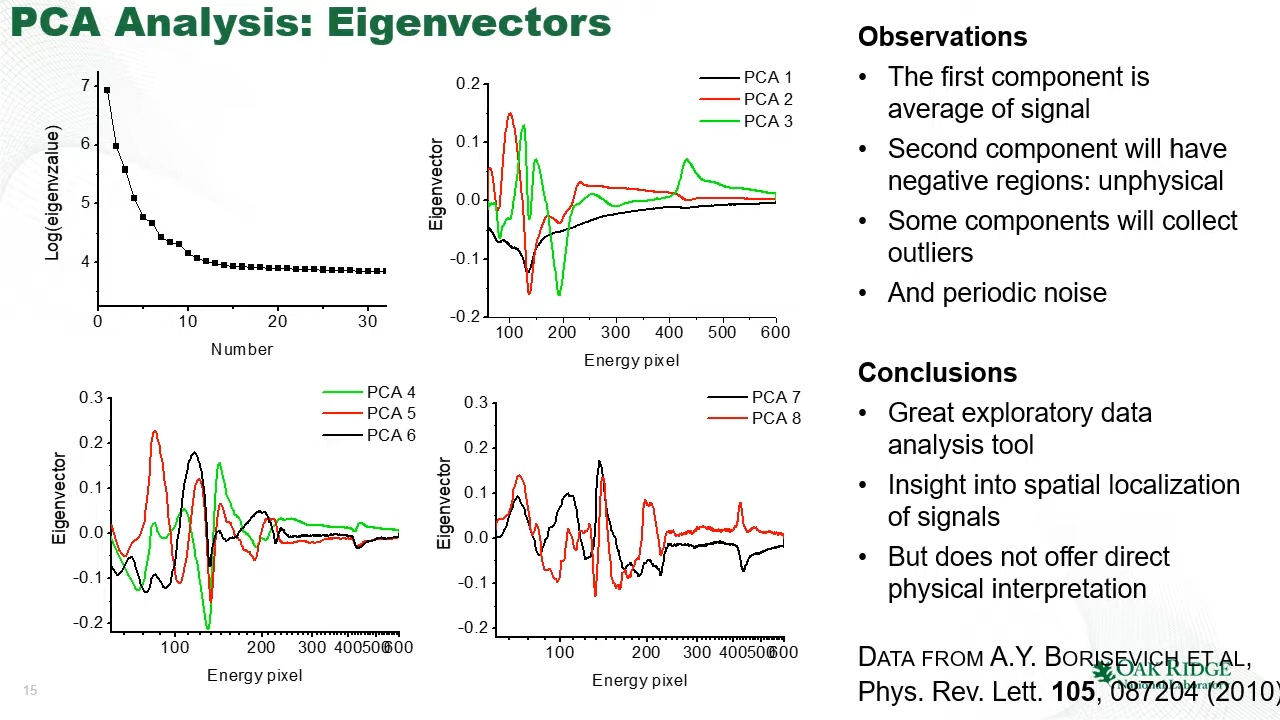 PCA Analysis: Eigenvectors
7
6
5
4
Log(eigenvzalue)
0 10 20 30
Number
PCA 1
PCA 2
PCA 3
0.2
0.1
0.0
-0.1
-0.2
Eigenvector
100 200 300 400 500 600
Energy pixel
PCA 4
PCA 5
PCA 6
0.3
0.2
0.1
0.0
-0.1
-0.2
Eigenvector
100 200 300 400 500 600
Energy pixel
PCA 7
PCA 8
0.3
0.2
0.1
0.0
-0.1
-0.2
Eigenvector
100 200 300 400 500 600
Energy pixel
Observations
• The first component is
average of signal
• Second component will have
negative regions: unphysical
• Some components will collect
outliers
• And periodic noise
Conclusions
• Great exploratory data
analysis tool
• Insight into spatial localization
of signals
• But does not offer direct
physical interpretation
DATA FROM A.Y. BORISEVICH ET AL,
Phys. Rev. Lett. 105, 087204 (2010)
OAK RIDGE
National Laboratory
15